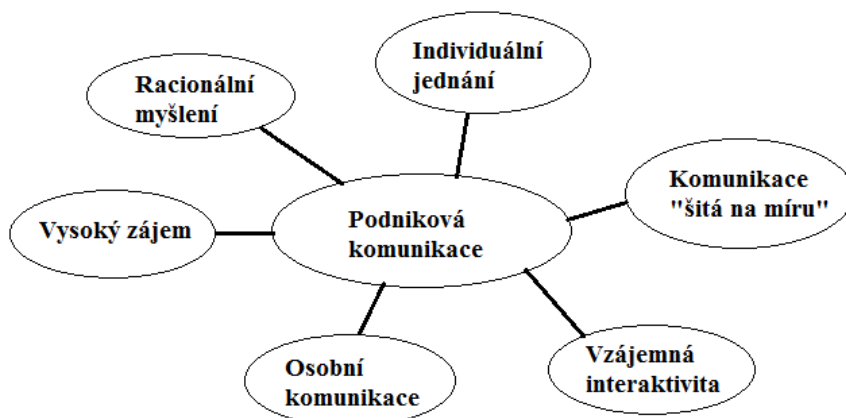 Individuální
jednání
Racionální
myšlení
Komunikace
"šitá na míru"
Vysoký zájem
Podniková
komunikace
Osobní
komunikace
Vzájemná
interaktivita